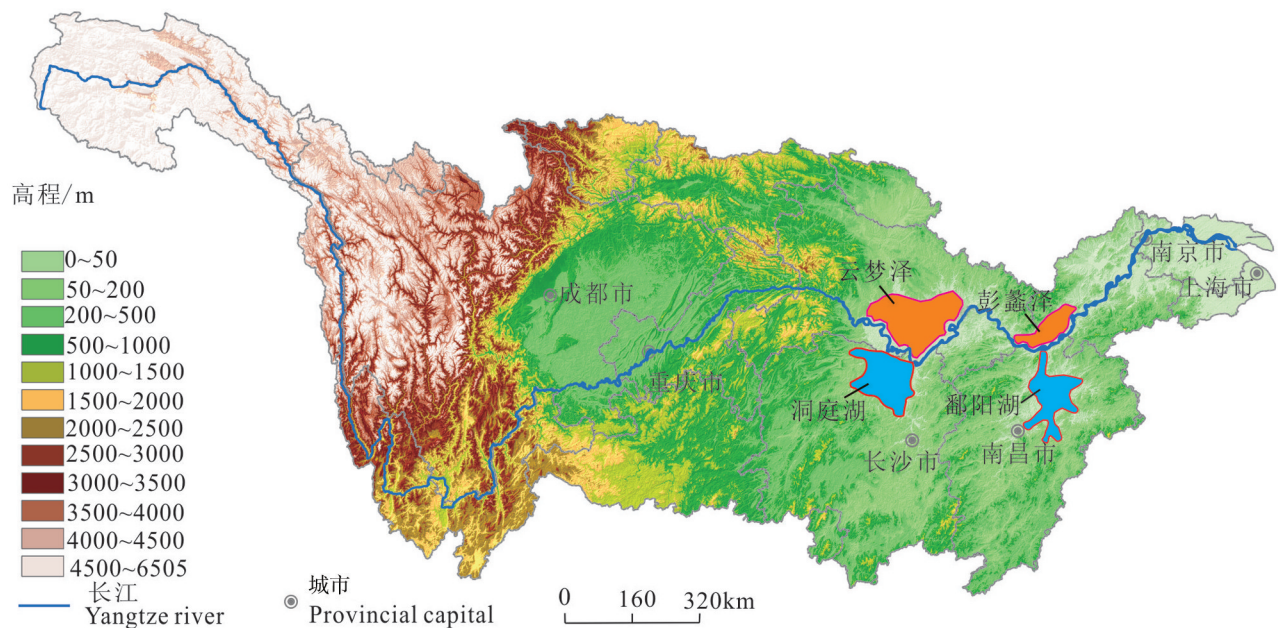 高程/m
0~50
50~200
200~500
500~1000
1000~1500
1500~2000
2000~2500
2500~3000
3000~3500
3500~4000
4000~4500
4500~6505
长江
Yangtze river
城市
Provincial capital
0 160 320km
成都市
重庆市
云梦泽
洞庭湖
长沙市
彭蠡泽
鄱阳湖
南昌市
南京市
上海市